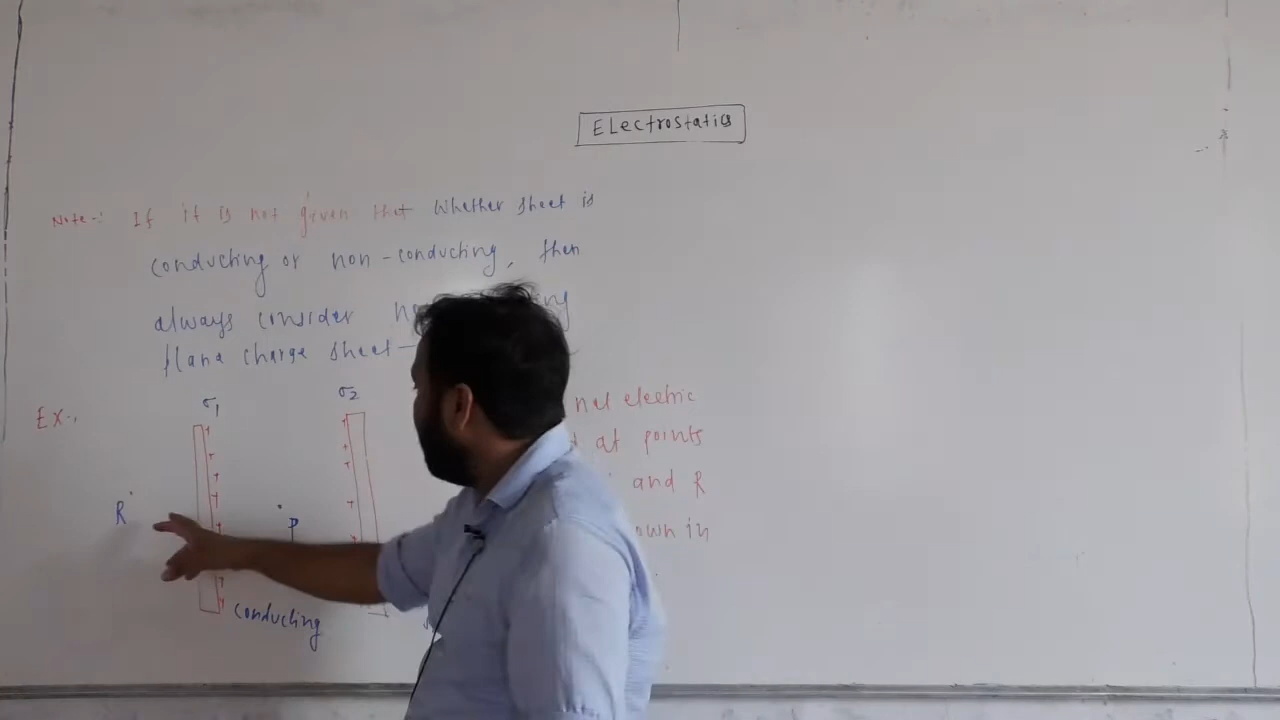 Electrostatics
Note-: If it is not given that whether sheet is
conducting or non-conducting, then
always consider
plane charge sheet-
Ex-.
σ1
σ2
net electric
at points
and R
in
R
P
conducting